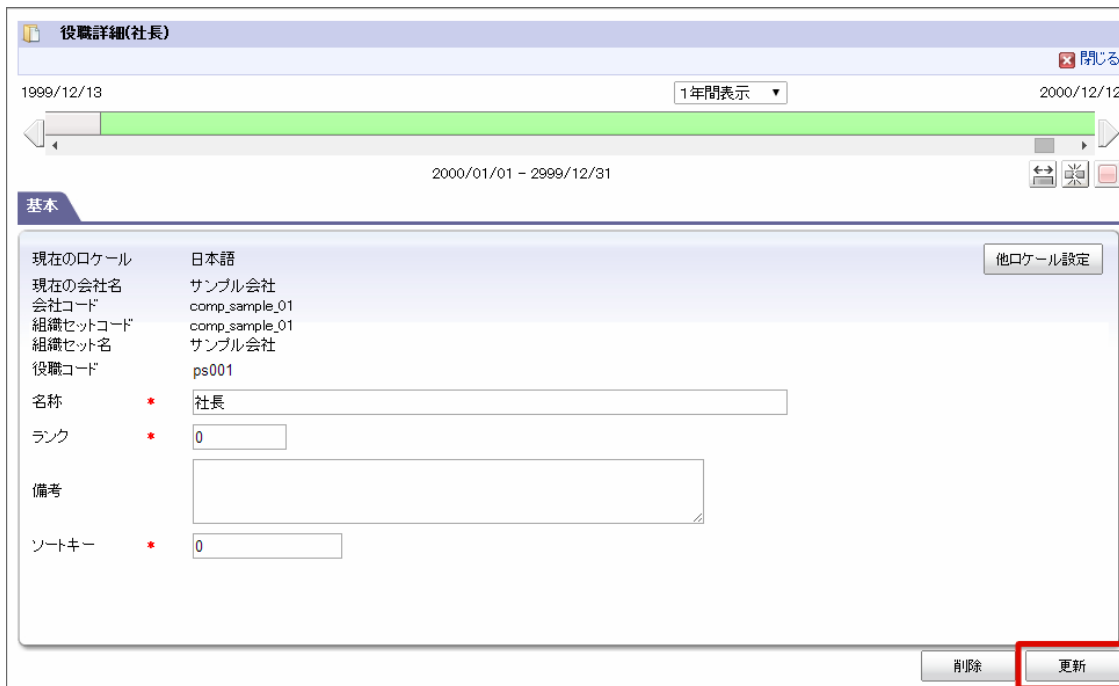 役職詳細(社長)
閉じる
1999/12/13 1年間表示 2000/12/12
2000/01/01 - 2999/12/31
基本
現在のロケール 日本語 他ロケール設定
現在の会社名 サンプル会社
会社コード comp_sample_01
組織セットコード comp_sample_01
組織セット名 サンプル会社
役職コード ps001
名称 * 社長
ランク * 0
備考
ソートキー * 0
削除 更新